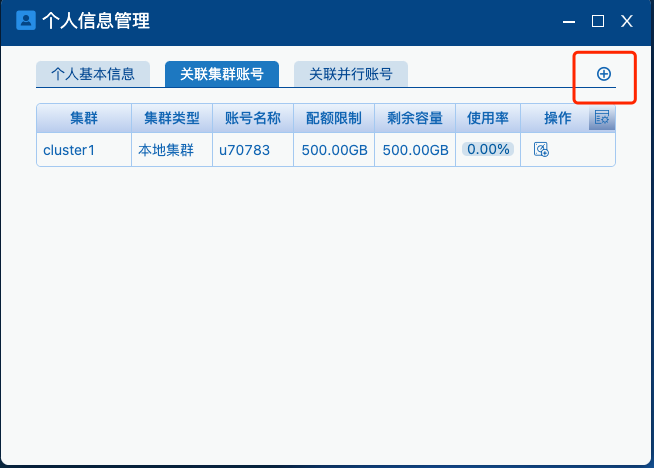 个人信息管理
个人基本信息 关联集群账号 关联并行账号
集群 集群类型 账号名称 配额限制 剩余容量 使用率 操作
cluster1 本地集群 u70783 500.00GB 500.00GB 0.00%